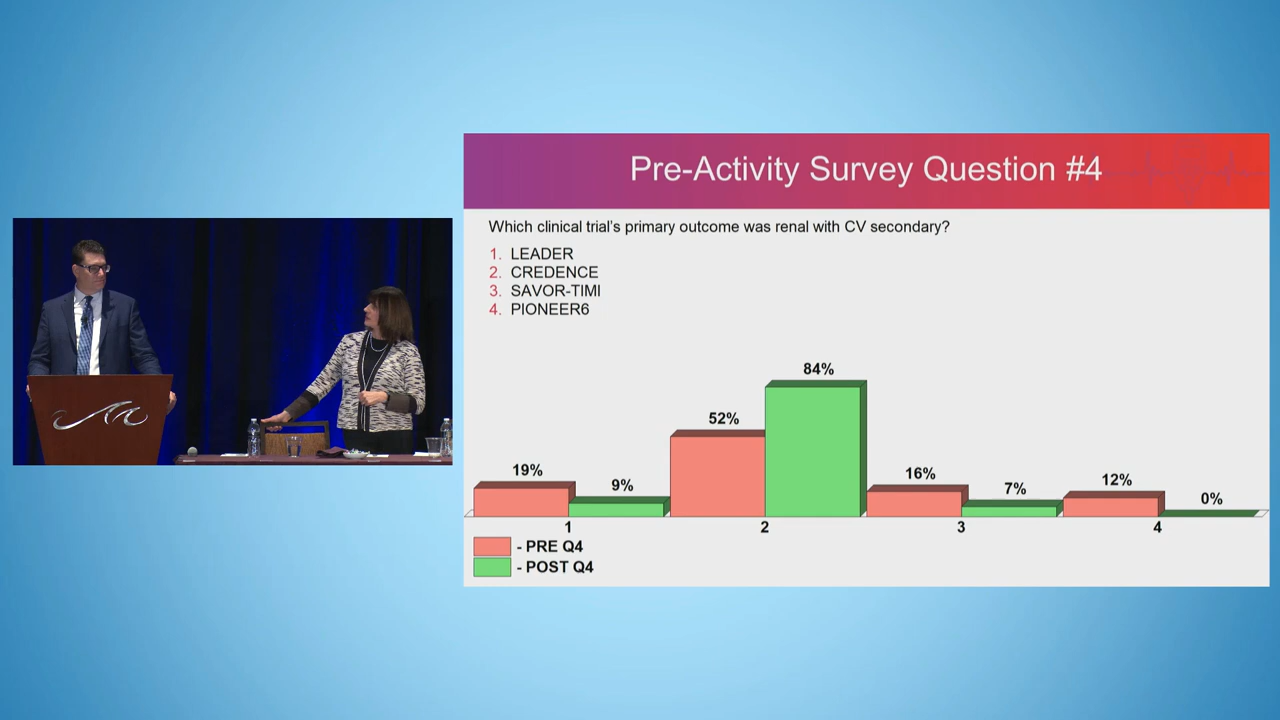 Pre-Activity Survey Question #4
Which clinical trial's primary outcome was renal with CV secondary?
1. LEADER
2. CREDENCE
3. SAVOR-TIMI
4. PIONEER6
19%
9%
52%
84%
16%
7%
12%
0%
1
2
3
4
- PRE Q4
- POST Q4